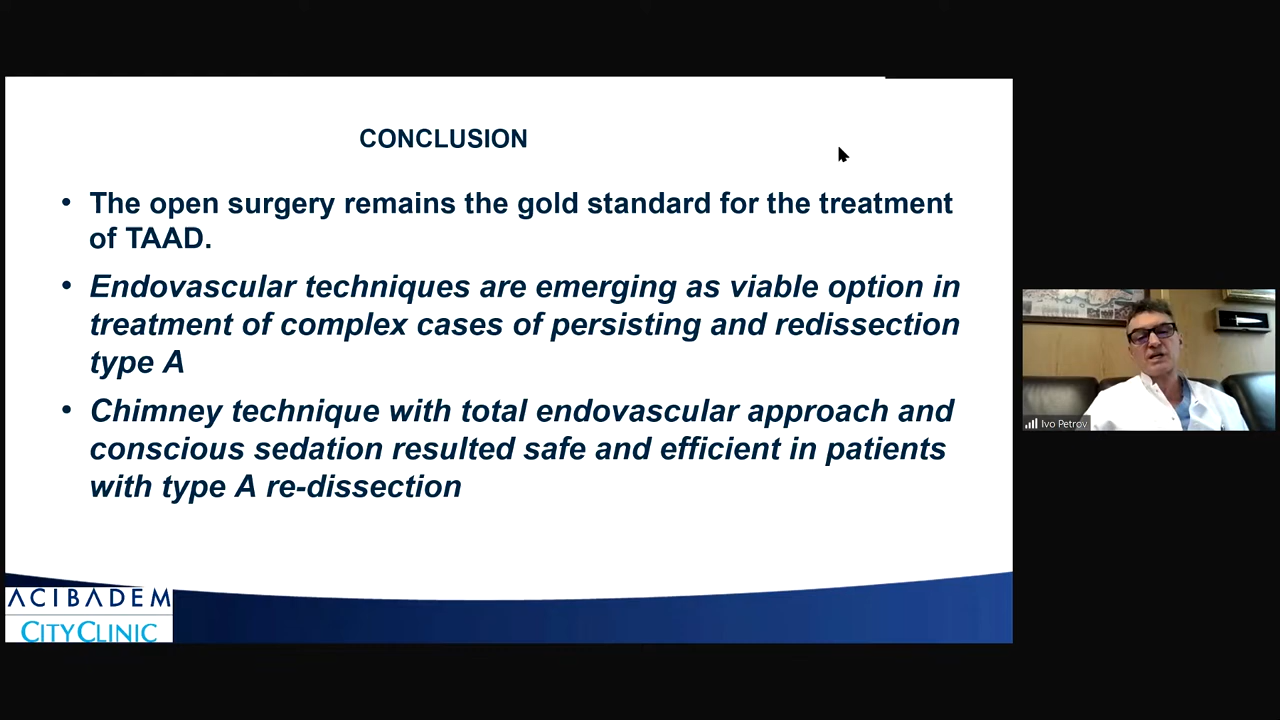 CONCLUSION
• The open surgery remains the gold standard for the treatment
of TAAD.
• Endovascular techniques are emerging as viable option in
treatment of complex cases of persisting and redissection
type A
• Chimney technique with total endovascular approach and
conscious sedation resulted safe and efficient in patients
with type A re-dissection
ACIBADEM
CITYCLINIC
Ivo Petrov